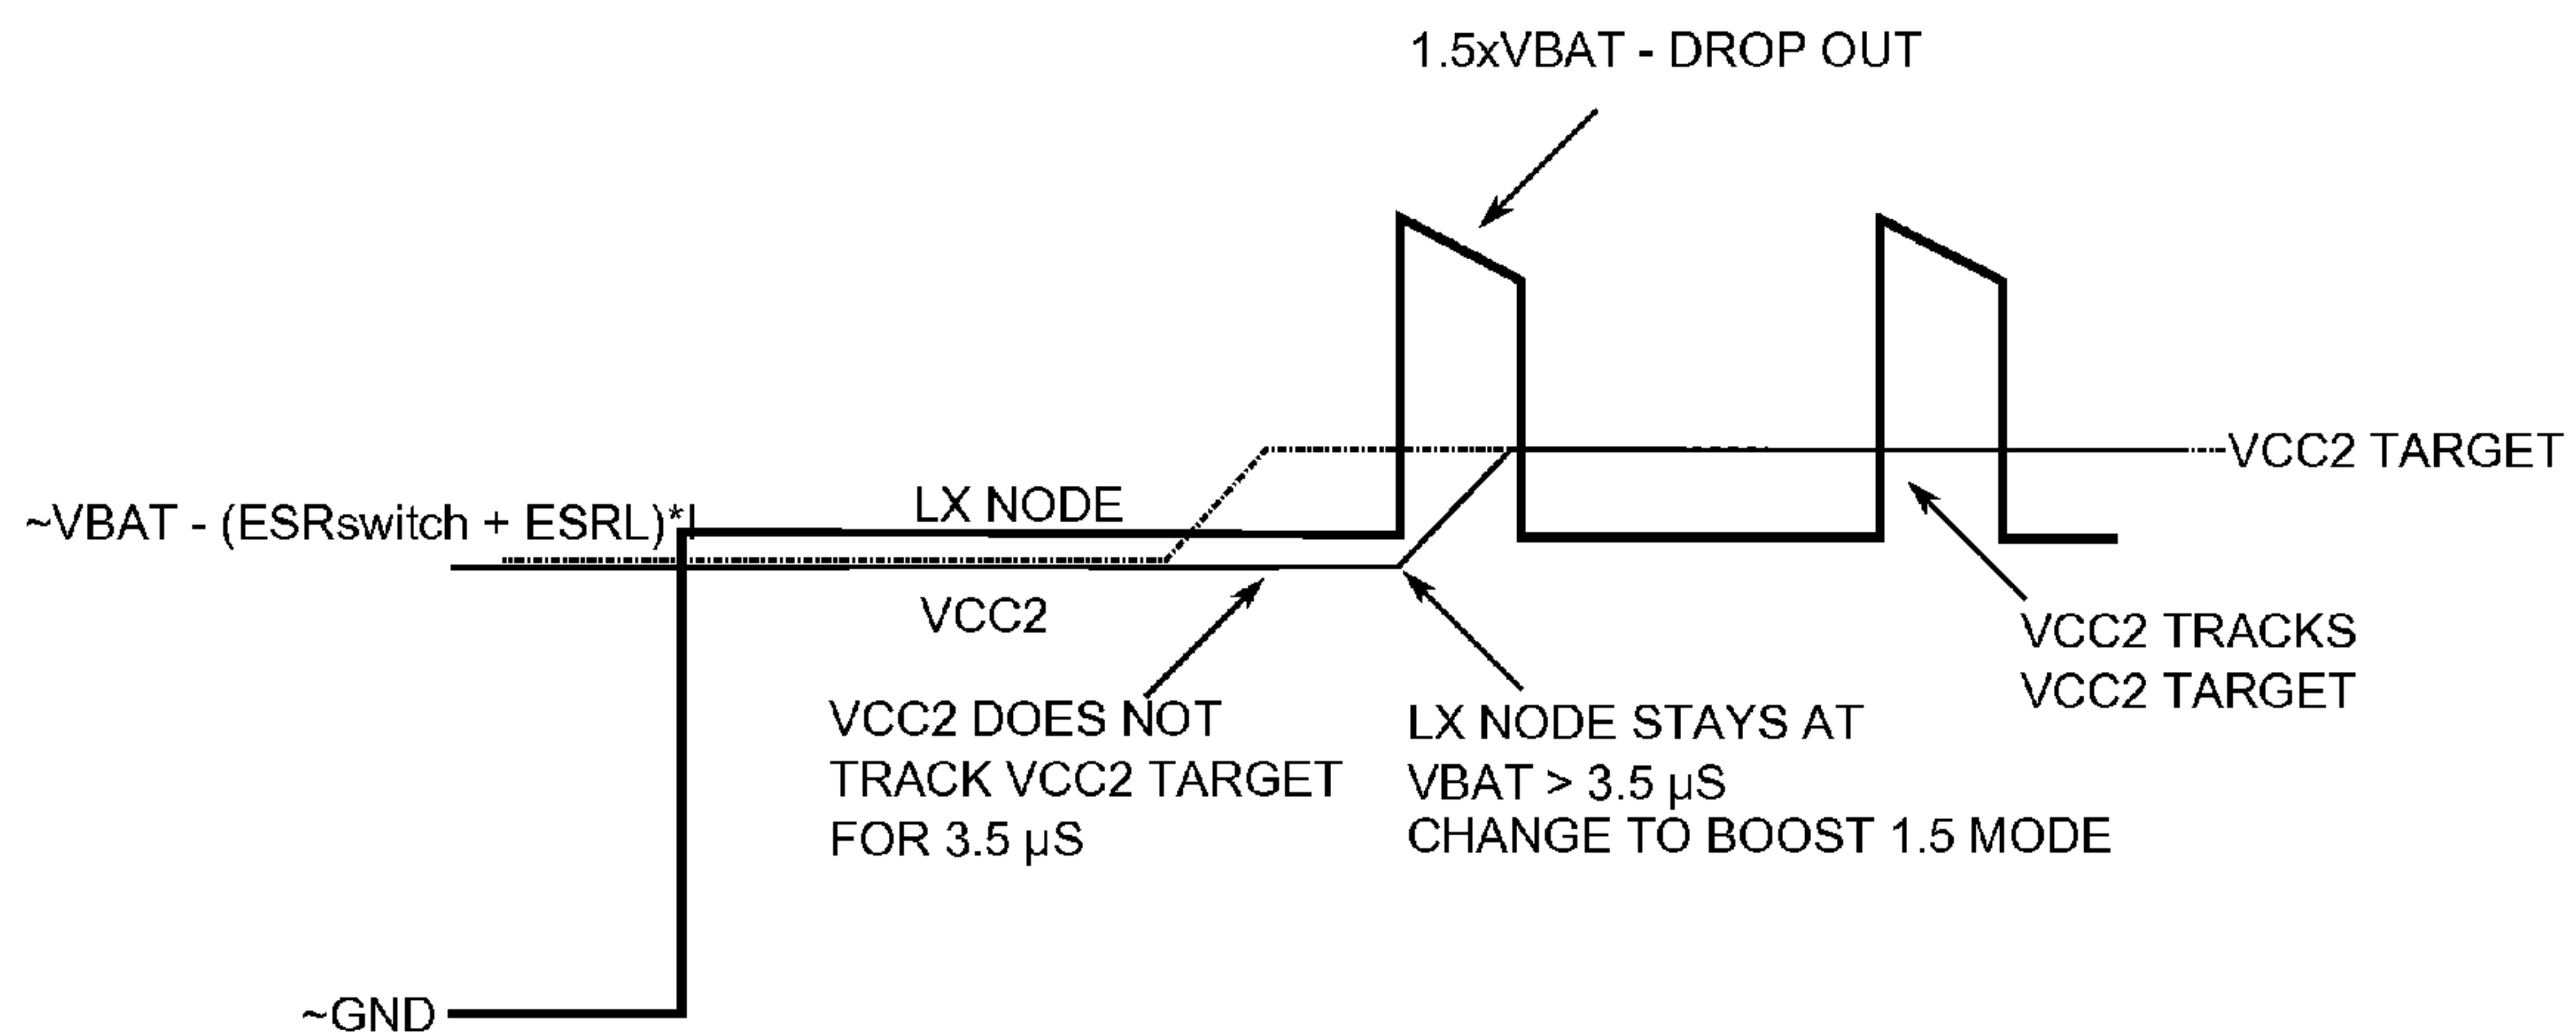 1.5xVBAT - DROP OUT
VCC2 TARGET
~VBAT - (ESRswitch + ESRL)*I
LX NODE
VCC2
VCC2 DOES NOT
TRACK VCC2 TARGET
FOR 3.5 µS
LX NODE STAYS AT
VBAT > 3.5 µS
CHANGE TO BOOST 1.5 MODE
VCC2 TRACKS
VCC2 TARGET
~GND